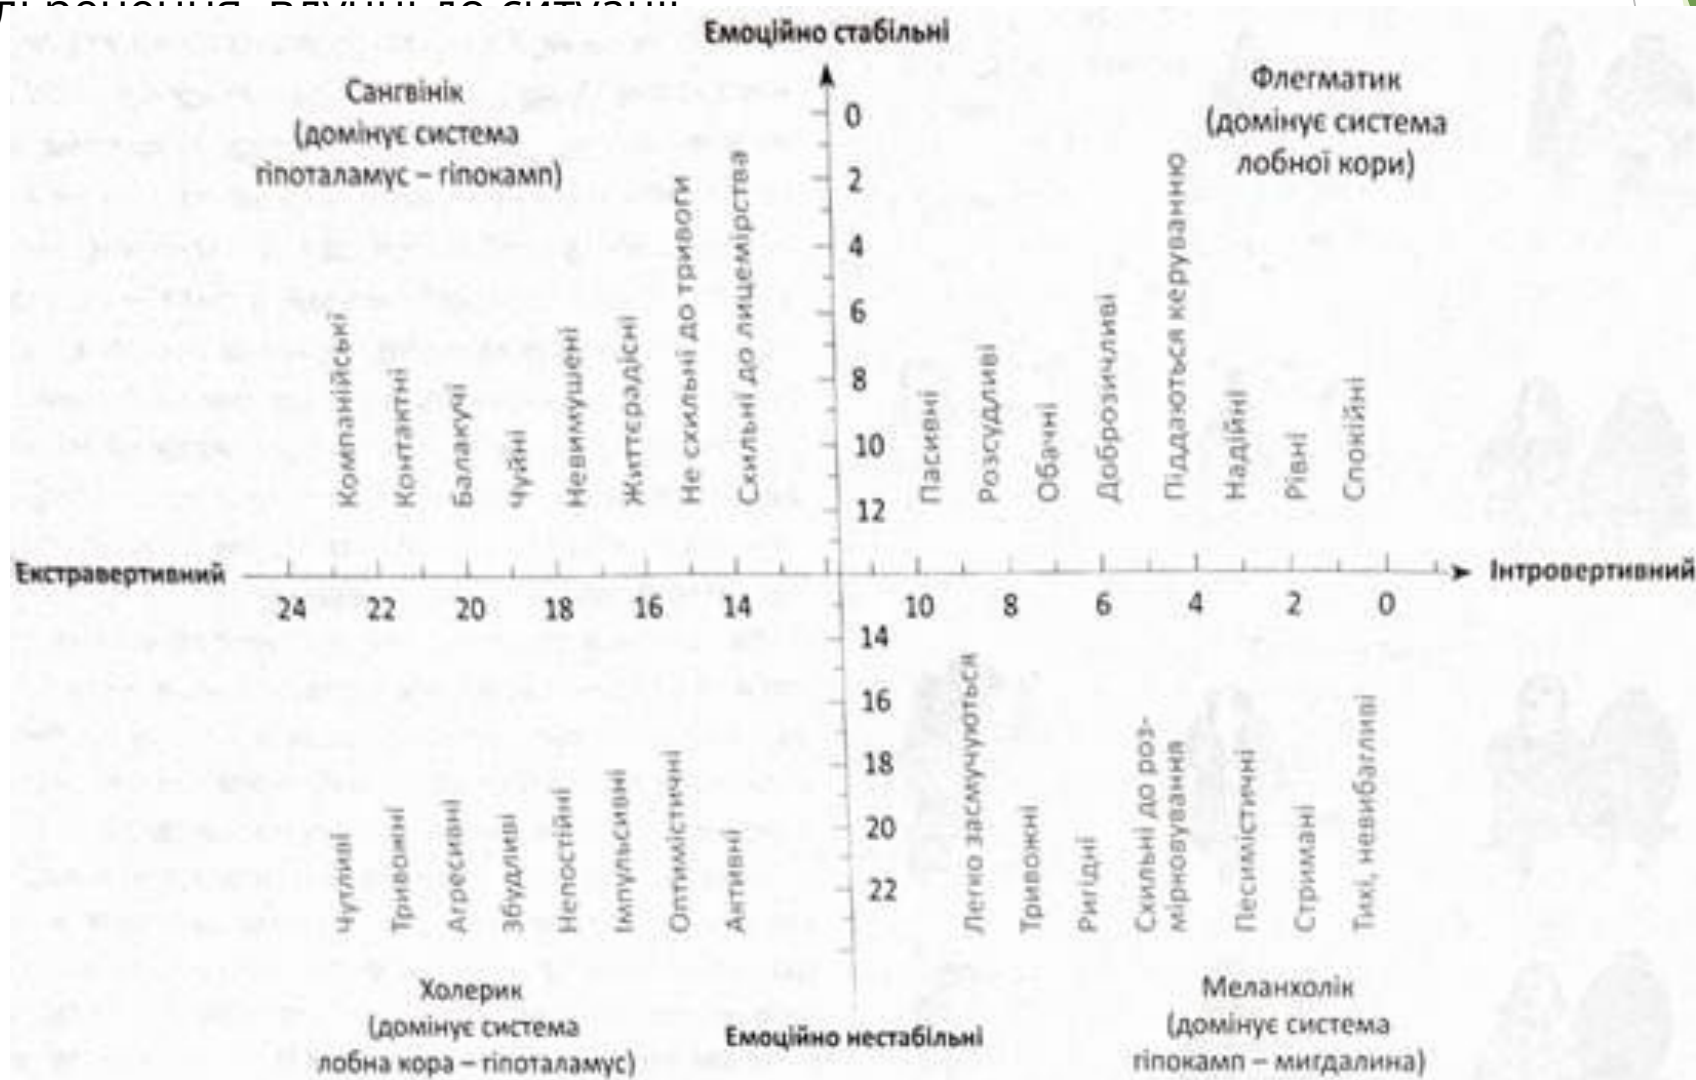 Емоційно стабільні
Сангвінік
(домінує система
гіпоталамус – гіпокамп)
Флегматик
(домінує система
лобної кори)
0
2
4
6
8
10
12
Компанійські
Контактні
Балакучі
Чуйні
Невимушені
Життєрадісні
Не схильні до тривоги
Схильні до лицемірства
Пасивні
Розсудливі
Обачні
Доброзичливі
Піддаються керуванню
Надійні
Рівні
Спокійні
Екстравертивний
Інтровертивний
24 22 20 18 16 14 10 8 6 4 2 0
14
16
18
20
22
Чутливі
Тривожні
Агресивні
Збудливі
Непостійні
Імпульсивні
Оптимістичні
Активні
Легко засмучуються
Тривожні
Ригідні
Схильні до роз-
мірковування
Песимістичні
Стримані
Тихі, невибагливі
Холерик
(домінує система
лобна кора – гіпоталамус)
Емоційно нестабільні
Меланхолік
(домінує система
гіпокамп – мигдалина)